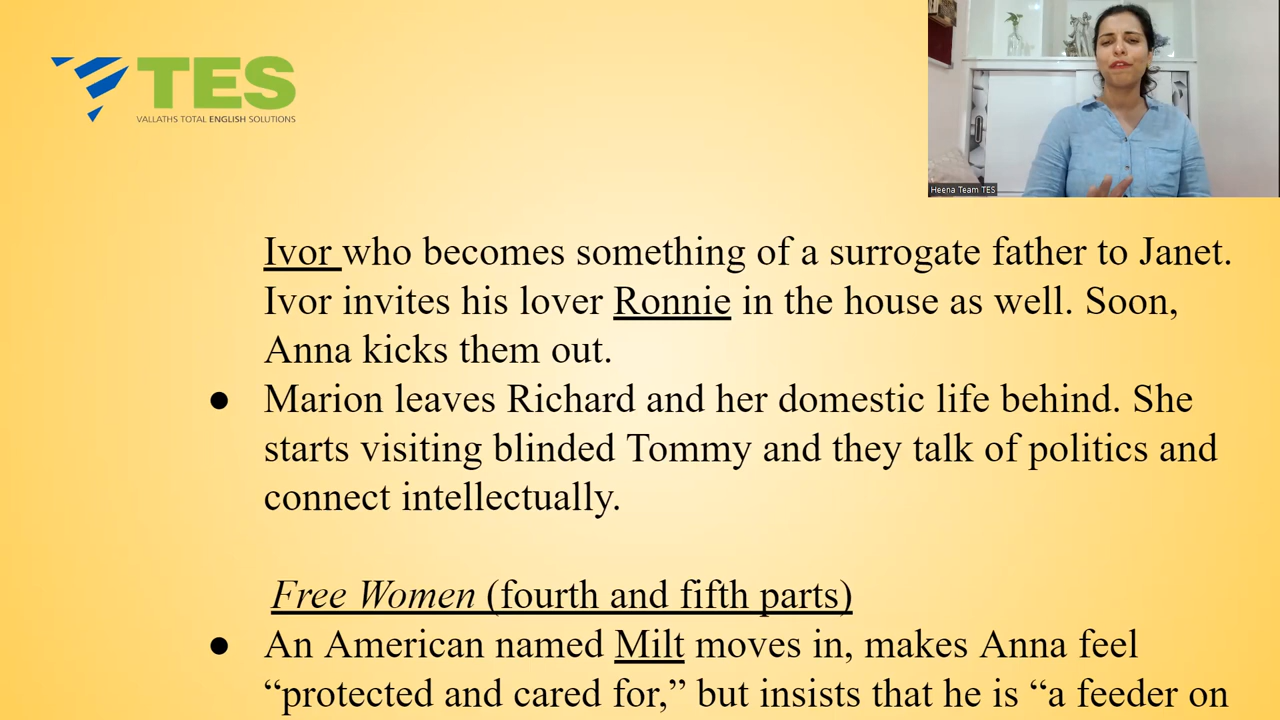 TES
VALLATHS TOTAL ENGLISH SOLUTIONS
Heena Team TES
Ivor who becomes something of a surrogate father to Janet.
Ivor invites his lover Ronnie in the house as well. Soon,
Anna kicks them out.
● Marion leaves Richard and her domestic life behind. She
starts visiting blinded Tommy and they talk of politics and
connect intellectually.
Free Women (fourth and fifth parts)
● An American named Milt moves in, makes Anna feel
“protected and cared for,” but insists that he is “a feeder on